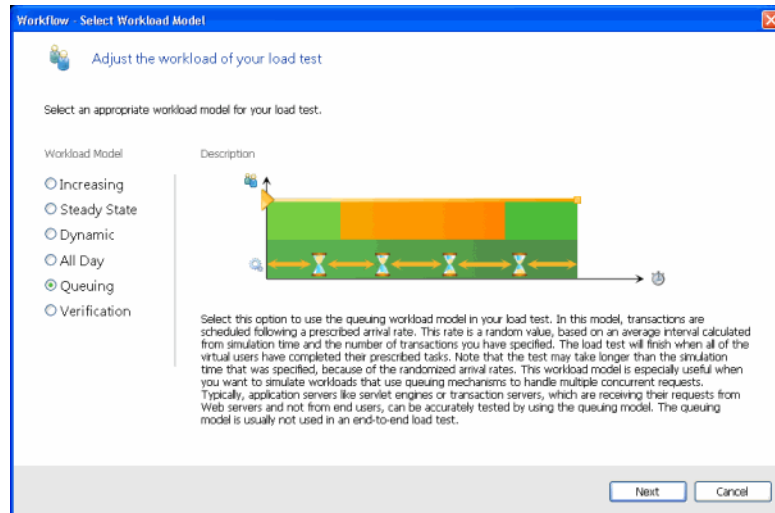 Workflow - Select Workload Model
Adjust the workload of your load test
Select an appropriate workload model for your load test.
Workload Model
Description
Increasing
Steady State
Dynamic
All Day
Queuing
Verification
Select this option to use the queuing workload model in your load test. In this model, transactions are
scheduled following a prescribed arrival rate. This rate is a random value, based on an average interval calculated
from simulation time and the number of transactions you have specified. The load test will finish when all of the
virtual users have completed their prescribed tasks. Note that the test may take longer than the simulation
time that was specified, because of the randomized arrival rates. This workload model is especially useful when
you want to simulate workloads that use queuing mechanisms to handle multiple concurrent requests.
Typically, application servers like servlet engines or transaction servers, which are receiving their requests from
Web servers and not from end users, can be accurately tested by using the queuing model. The queuing
model is usually not used in an end-to-end load test.
Next
Cancel